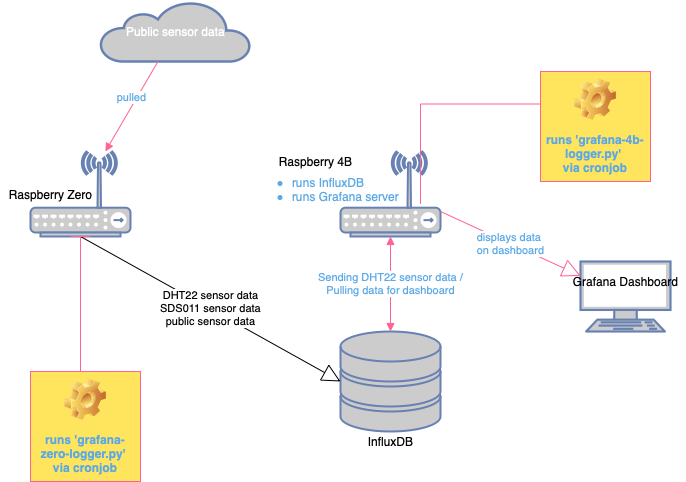 Public sensor data
pulled
Raspberry Zero
Raspberry 4B
• runs InfluxDB
• runs Grafana server
runs 'grafana-4b-
logger.py'
via cronjob
displays data
on dashboard
Grafana Dashboard
Sending DHT22 sensor data /
Pulling data for dashboard
DHT22 sensor data
SDS011 sensor data
public sensor data
InfluxDB
runs 'grafana-
zero-logger.py'
via cronjob